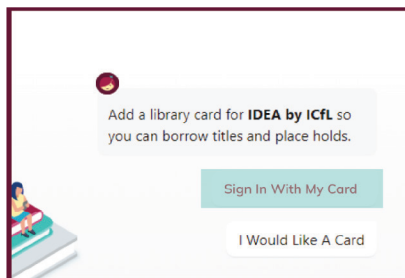 Add a library card for IDEA by ICfL so
you can borrow titles and place holds.
Sign In With My Card
I Would Like A Card